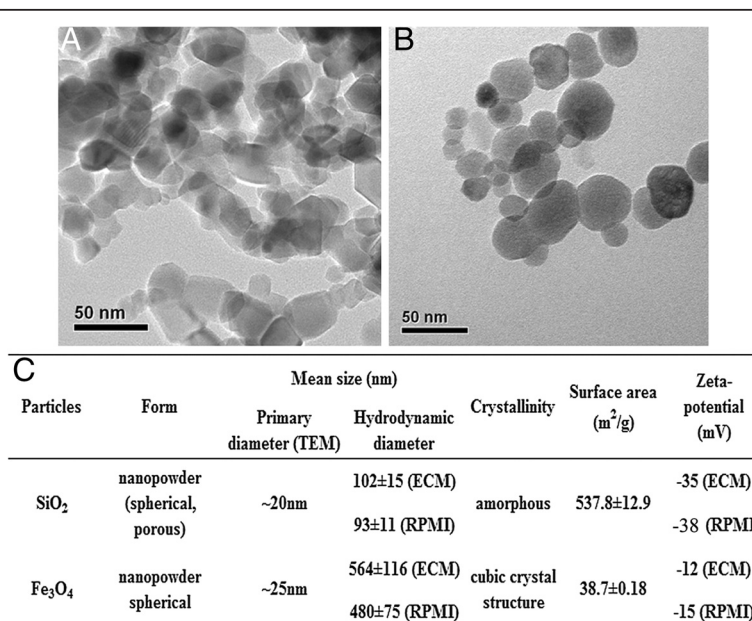 A
B
50 nm
50 nm
C
Particles
Form
Mean size (nm)
Primary
diameter (TEM)
Hydrodynamic
diameter
Crystallinity
Surface area
(m²/g)
Zeta-
potential
(mV)
SiO₂
nanopowder
(spherical,
porous)
~20nm
102±15 (ECM)
93±11 (RPMI)
amorphous
537.8±12.9
-35 (ECM)
-38 (RPMI
Fe₃O₄
nanopowder
spherical
~25nm
564±116 (ECM)
480±75 (RPMI)
cubic crystal
structure
38.7±0.18
-12 (ECM)
-15 (RPMI)